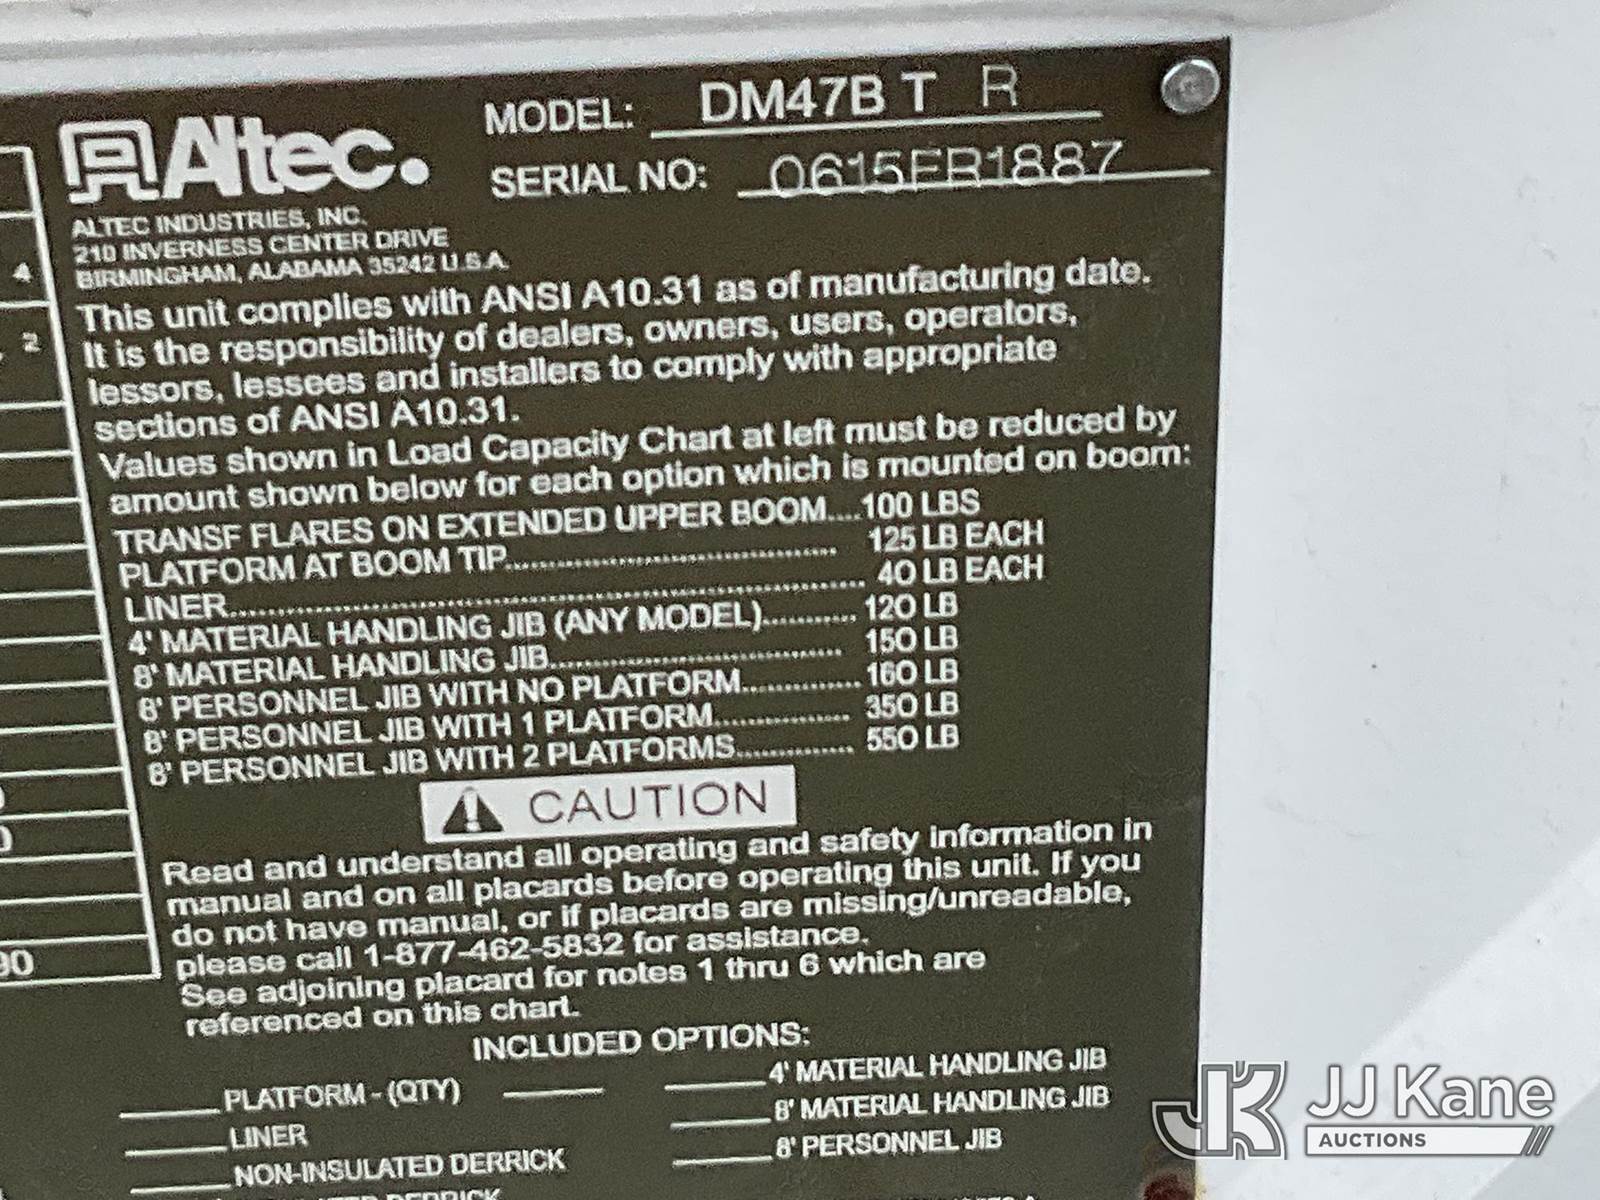 Altec.
MODEL: DM47B T R
SERIAL NO: 0615FR1887
ALTEC INDUSTRIES, INC.
210 INVERNESS CENTER DRIVE
BIRMINGHAM, ALABAMA 35242 U.S.A.
This unit complies with ANSI A10.31 as of manufacturing date.
It is the responsibility of dealers, owners, users, operators,
lessors, lessees and installers to comply with appropriate
sections of ANSI A10.31.
Values shown in Load Capacity Chart at left must be reduced by
amount shown below for each option which is mounted on boom:
TRANSF FLARES ON EXTENDED UPPER BOOM....100 LBS
PLATFORM AT BOOM TIP........ 125 LB EACH
LINER........ 40 LB EACH
4' MATERIAL HANDLING JIB (ANY MODEL)........ 120 LB
8' MATERIAL HANDLING JIB........ 150 LB
8' PERSONNEL JIB WITH NO PLATFORM........ 160 LB
8' PERSONNEL JIB WITH 1 PLATFORM........ 350 LB
8' PERSONNEL JIB WITH 2 PLATFORMS........ 550 LB
CAUTION
Read and understand all operating and safety information in
manual and on all placards before operating this unit. If you
do not have manual, or if placards are missing/unreadable,
please call 1-877-462-5832 for assistance.
See adjoining placard for notes 1 thru 6 which are
referenced on this chart.
INCLUDED OPTIONS:
PLATFORM - (QTY)
LINER
NON-INSULATED DERRICK
DERRICK
4' MATERIAL HANDLING JIB
8' MATERIAL HANDLING JIB
8' PERSONNEL JIB
4
2
90
JK JJ Kane
AUCTIONS